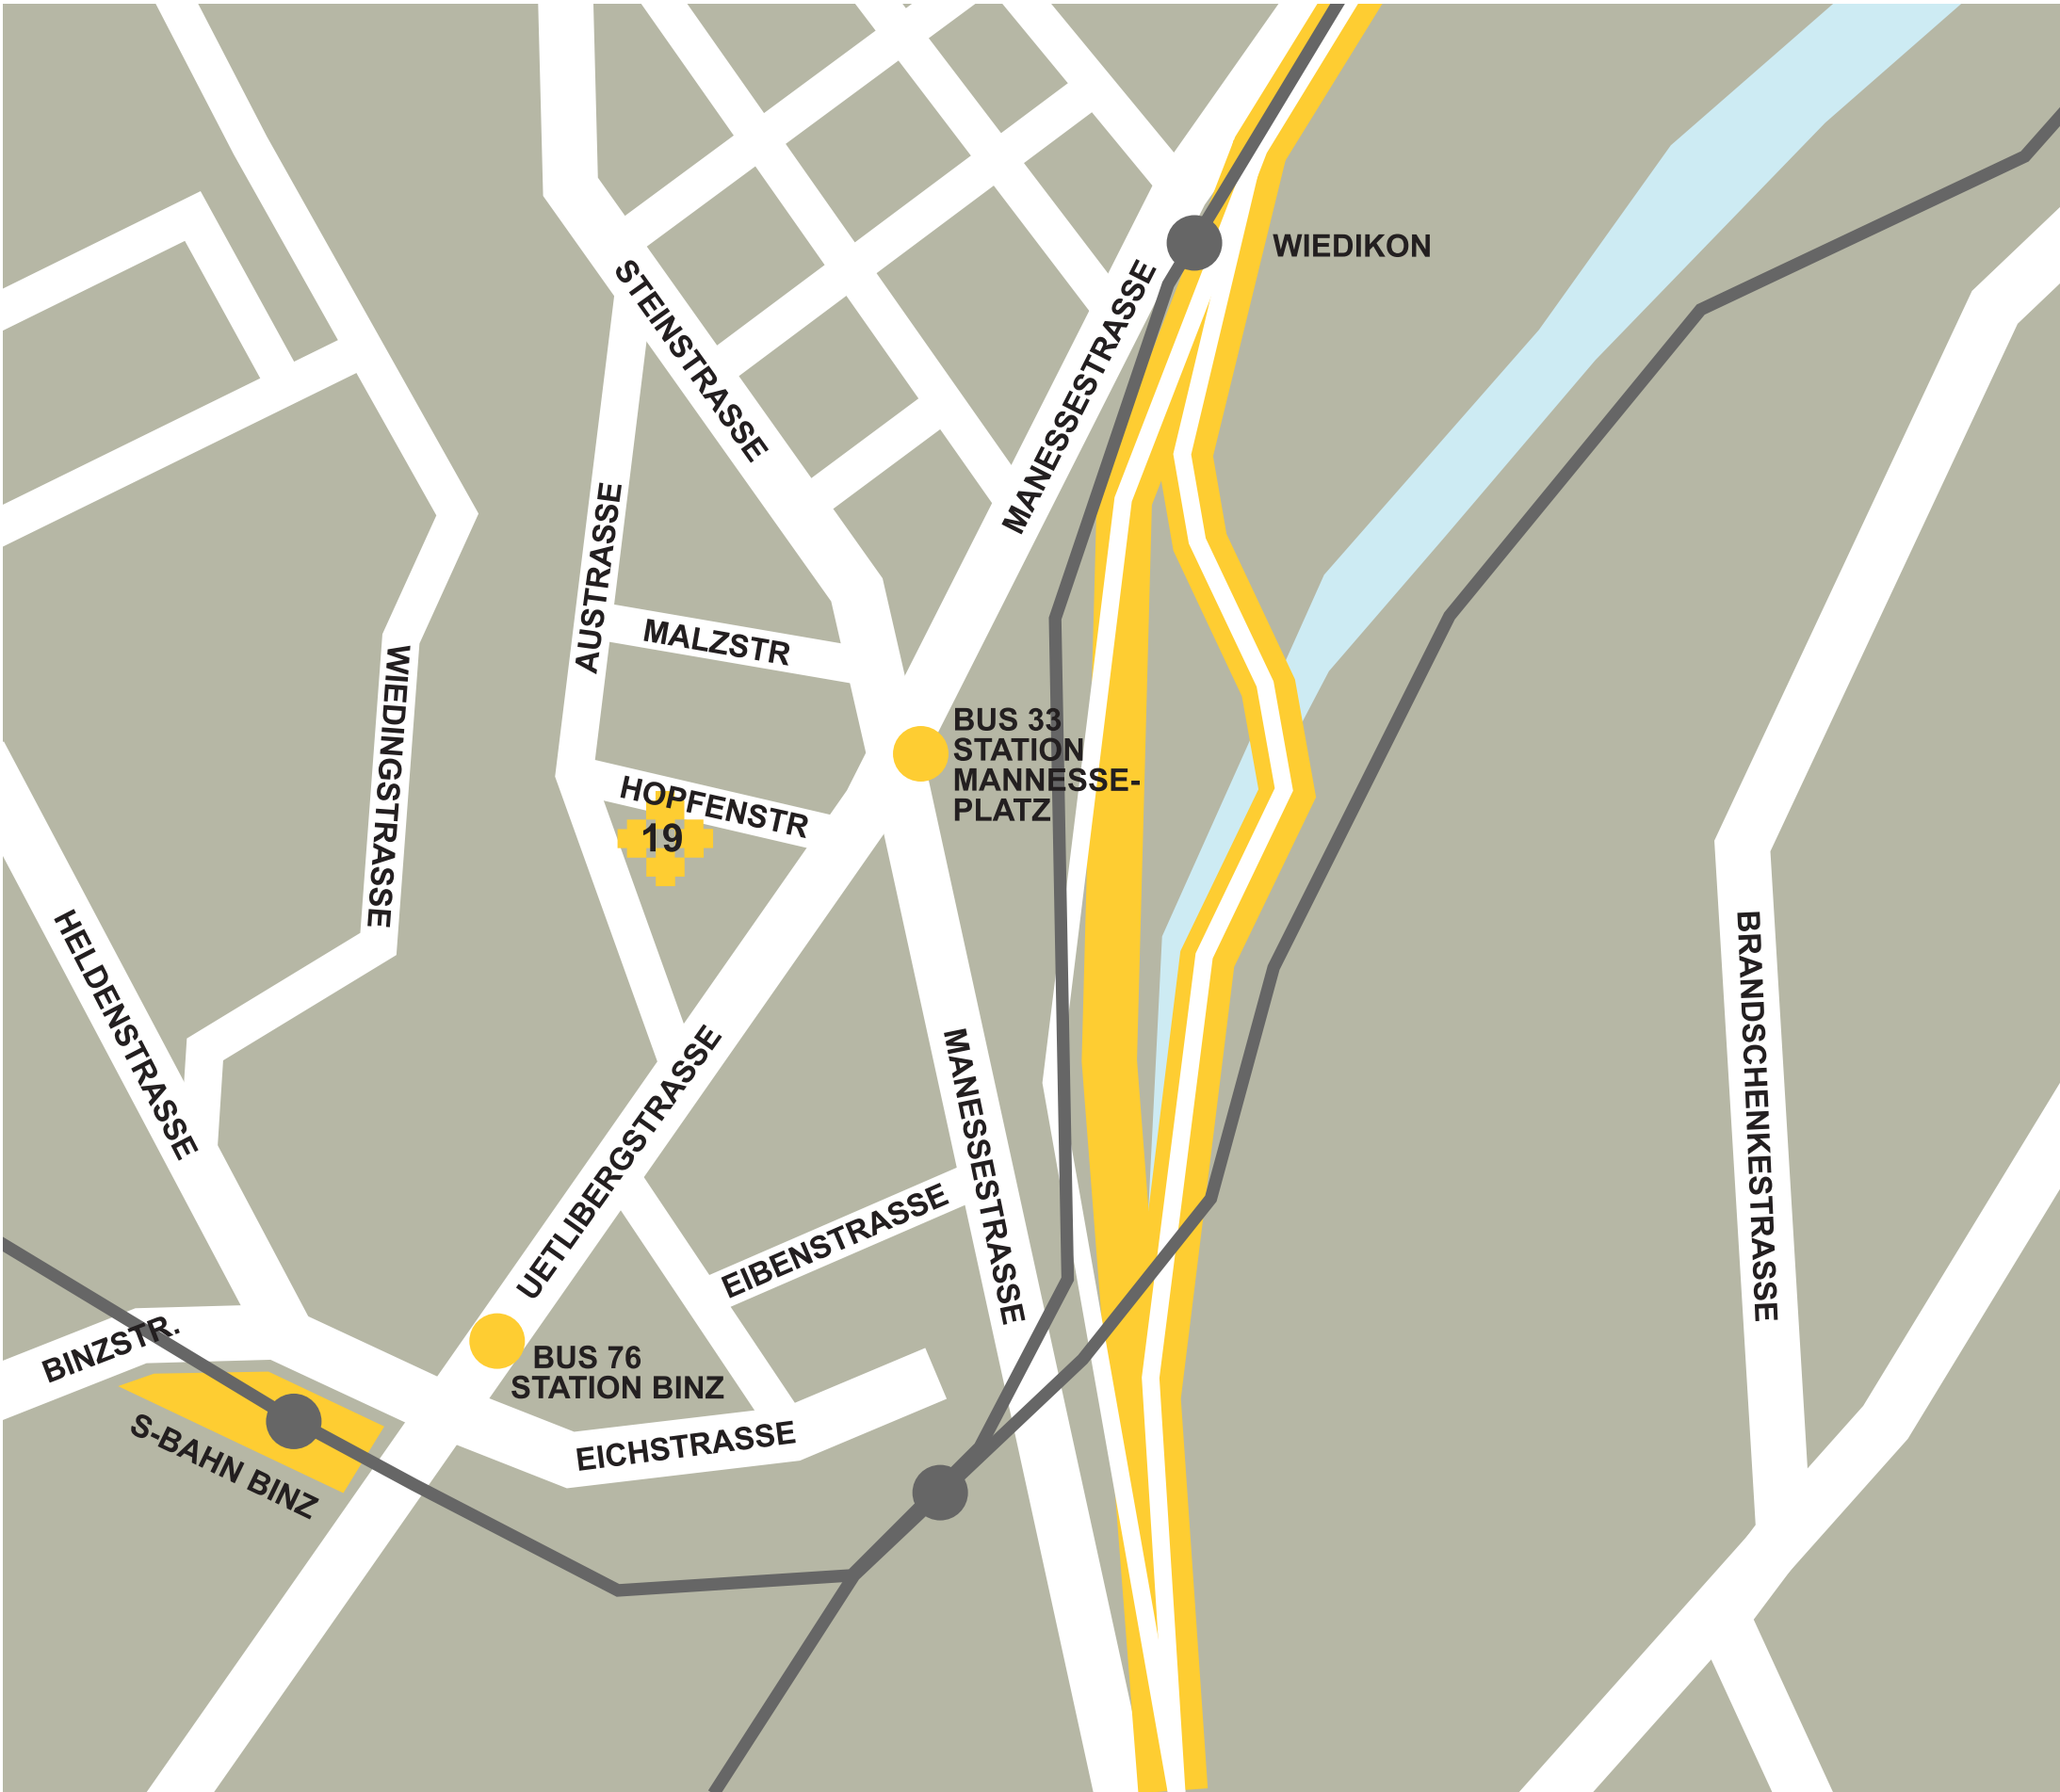 WIEDIKON
STEINSTRASSE
MANESSESTRASSE
AUSTRASSE
MALZSTR
WIEDINGSTRASSE
BUS 33
STATION
MANNESSE-
PLATZ
HOPFENSTR
19
HELDENSTRASSE
BRANDSCHENKESTRASSE
UETLIBERGSTRASSE
MANESSESTRASSE
EIBENSTRASSE
BINZSTR.
BUS 76
STATION BINZ
S-BAHN BINZ
EICHSTRASSE